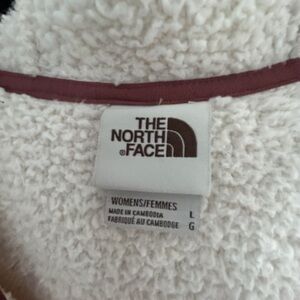 THE
NORTH
®FACE
WOMENS/FEMMES
MADE IN CAMBODIA L
FABRIQUÉ AU CAMBODGE G